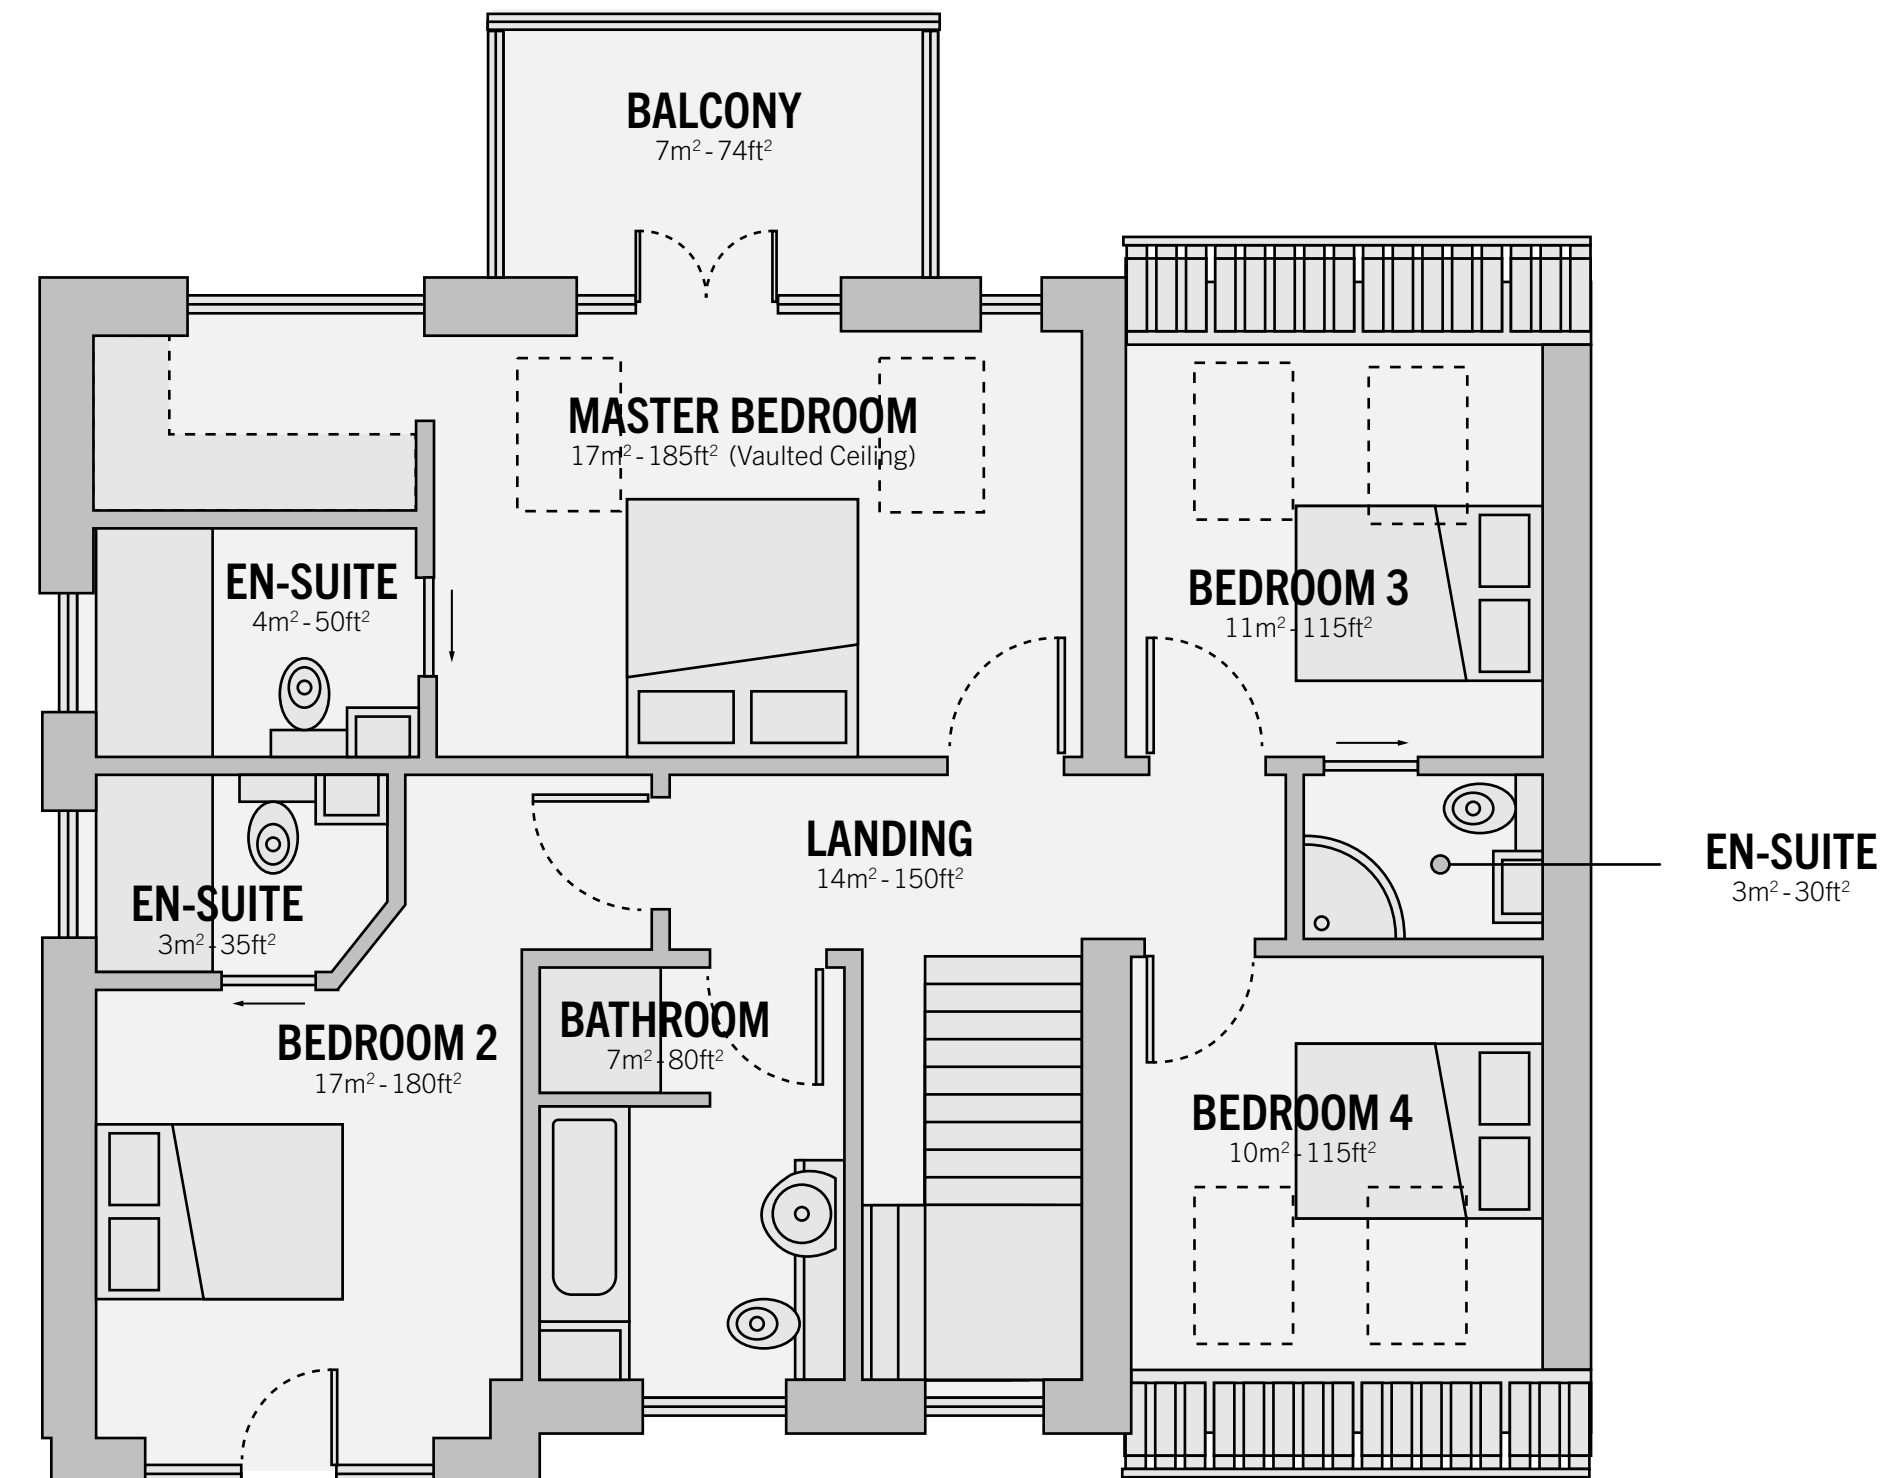 BALCONY
7m² - 74ft²
MASTER BEDROOM
17m² - 185ft² (Vaulted Ceiling)
EN-SUITE
4m² - 50ft²
BEDROOM 3
11m² - 115ft²
LANDING
14m² - 150ft²
EN-SUITE
3m² - 30ft²
EN-SUITE
3m² - 35ft²
BEDROOM 2
17m² - 180ft²
BATHROOM
7m² - 80ft²
BEDROOM 4
10m² - 115ft²